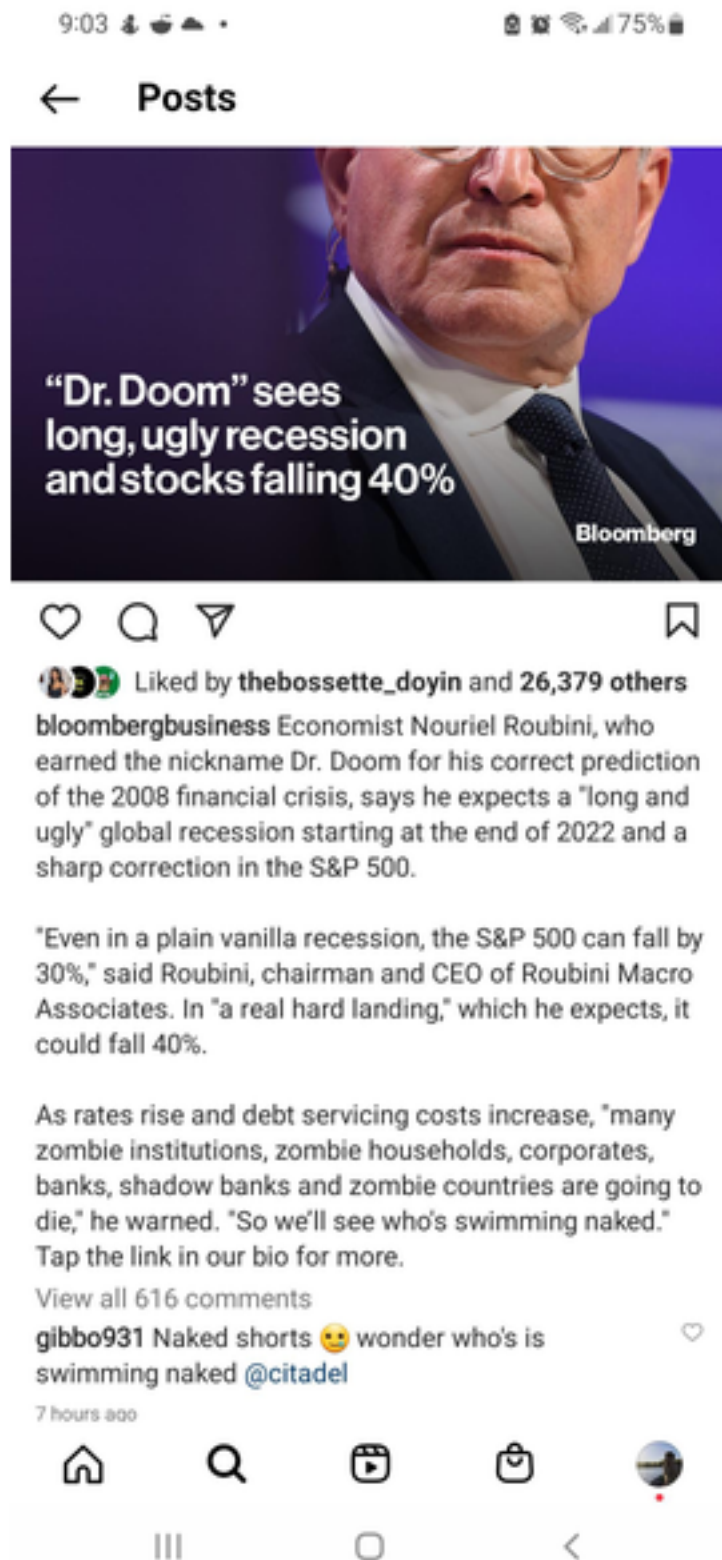 9:03
75%
Posts
“Dr. Doom” sees
long, ugly recession
and stocks falling 40%
Bloomberg
Liked by thebossette_doyin and 26,379 others
bloombergbusiness Economist Nouriel Roubini, who
earned the nickname Dr. Doom for his correct prediction
of the 2008 financial crisis, says he expects a "long and
ugly" global recession starting at the end of 2022 and a
sharp correction in the S&P 500.
"Even in a plain vanilla recession, the S&P 500 can fall by
30%," said Roubini, chairman and CEO of Roubini Macro
Associates. In "a real hard landing," which he expects, it
could fall 40%.
As rates rise and debt servicing costs increase, "many
zombie institutions, zombie households, corporates,
banks, shadow banks and zombie countries are going to
die," he warned. "So we'll see who's swimming naked."
Tap the link in our bio for more.
View all 616 comments
gibbo931 Naked shorts 🥲 wonder who's is
swimming naked @citadel
7 hours ago